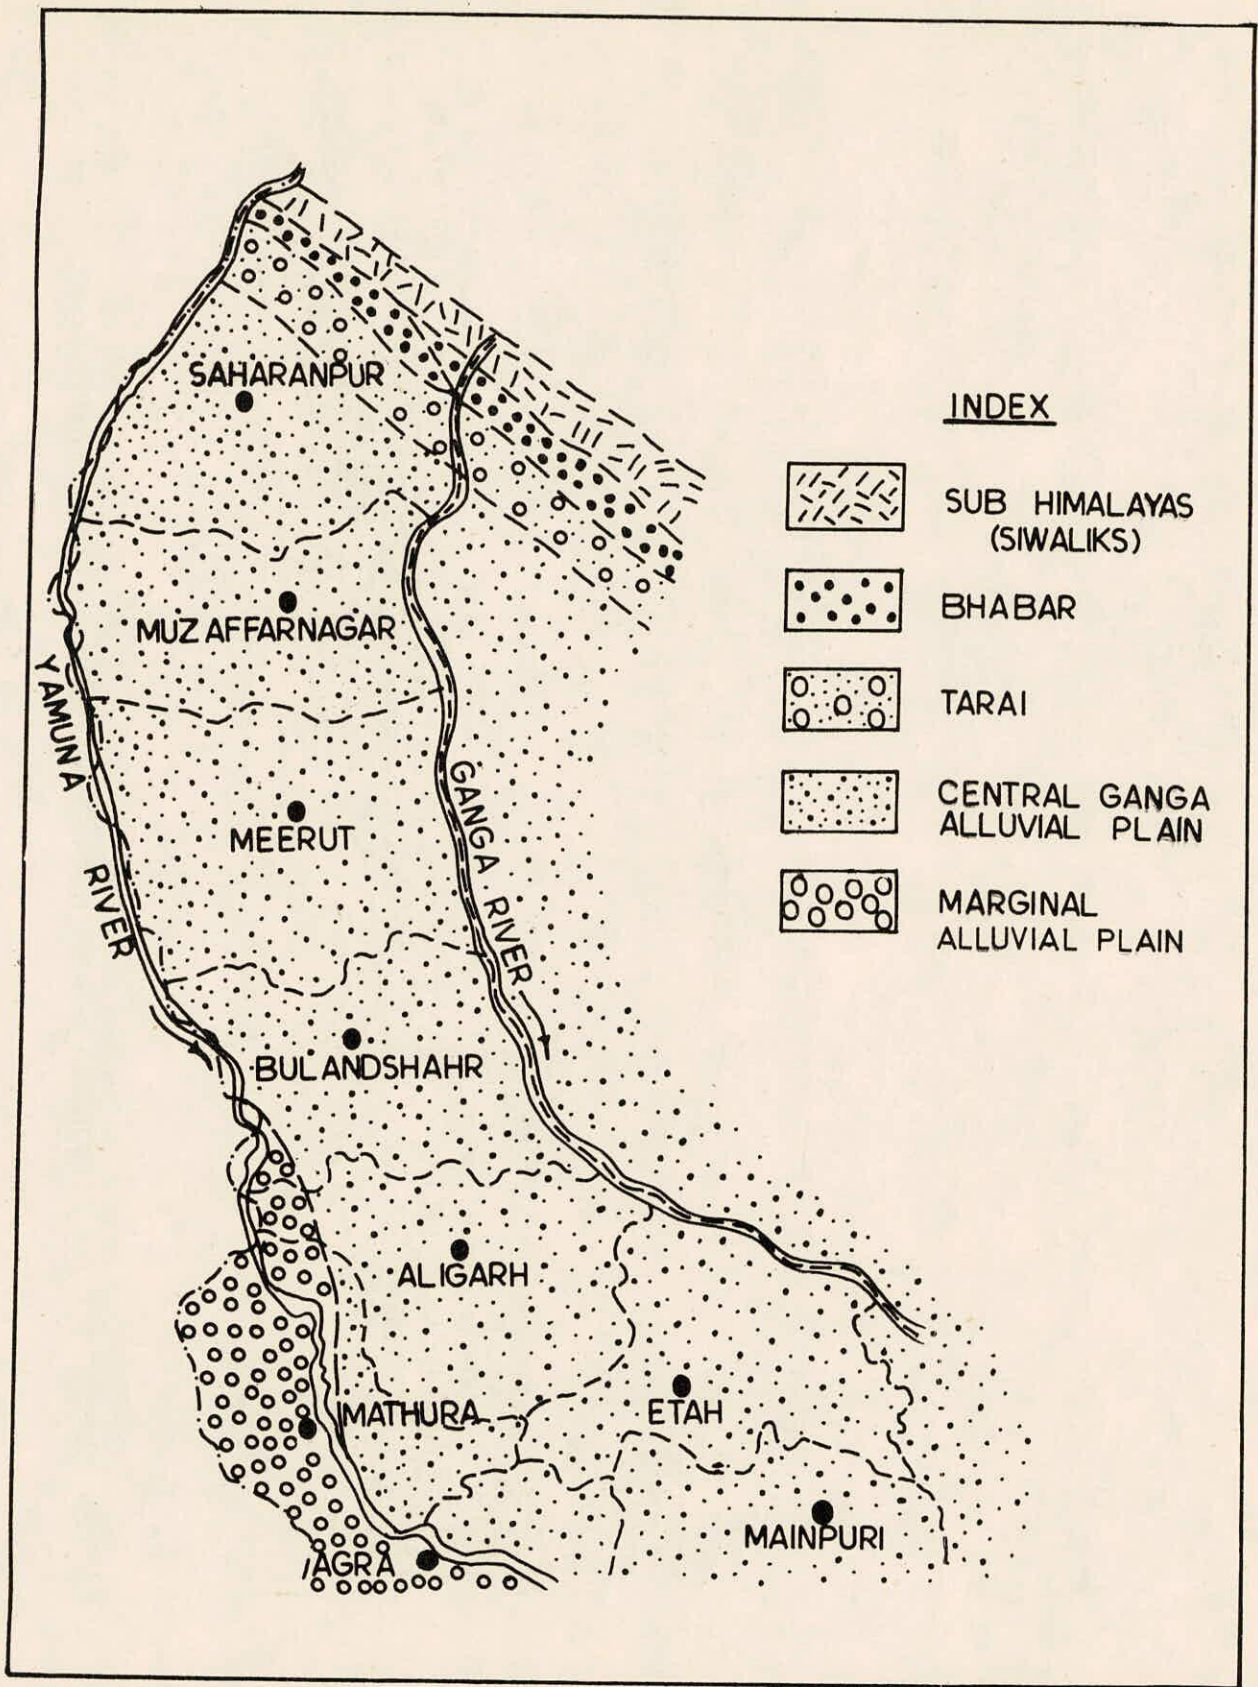 SAHARANPUR
MUZAFFARNAGAR
YAMUNA RIVER
MEERUT
GANGA RIVER
BULANDSHAHR
ALIGARH
MATHURA
ETAH
MAINPURI
AGRA
INDEX
SUB HIMALAYAS
(SIWALIKS)
BHABAR
TARAI
CENTRAL GANGA
ALLUVIAL PLAIN
MARGINAL
ALLUVIAL PLAIN